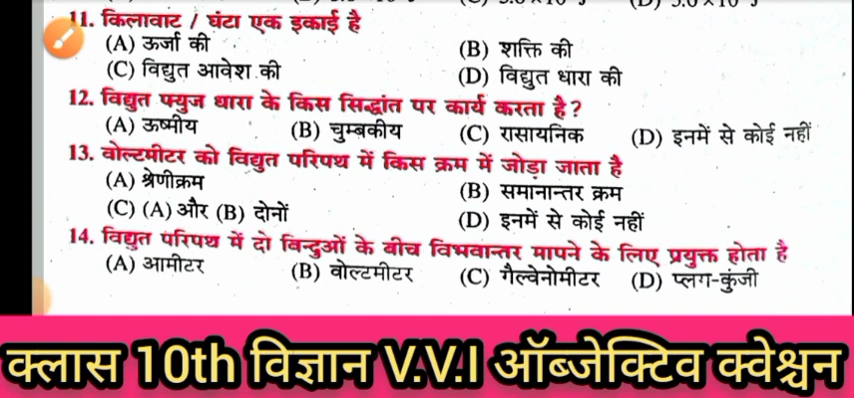 11. किलावाट / घंटा एक इकाई है
(A) ऊर्जा की (B) शक्ति की
(C) विद्युत आवेश की (D) विद्युत धारा की
12. विद्युत फ्यूज धारा के किस सिद्धांत पर कार्य करता है?
(A) ऊष्मीय (B) चुम्बकीय (C) रासायनिक (D) इनमें से कोई नहीं
13. वोल्टमीटर को विद्युत परिपथ में किस क्रम में जोड़ा जाता है
(A) श्रेणीक्रम (B) समानान्तर क्रम
(C) (A) और (B) दोनों (D) इनमें से कोई नहीं
14. विद्युत परिपथ में दो विन्दुओं के बीच विभवान्तर मापने के लिए प्रयुक्त होता है
(A) आमीटर (B) वोल्टमीटर (C) गैल्वेनोमीटर (D) प्लग-कुंजी
क्लास 10th विज्ञान V.V.I ऑब्जेक्टिव क्वेश्चन